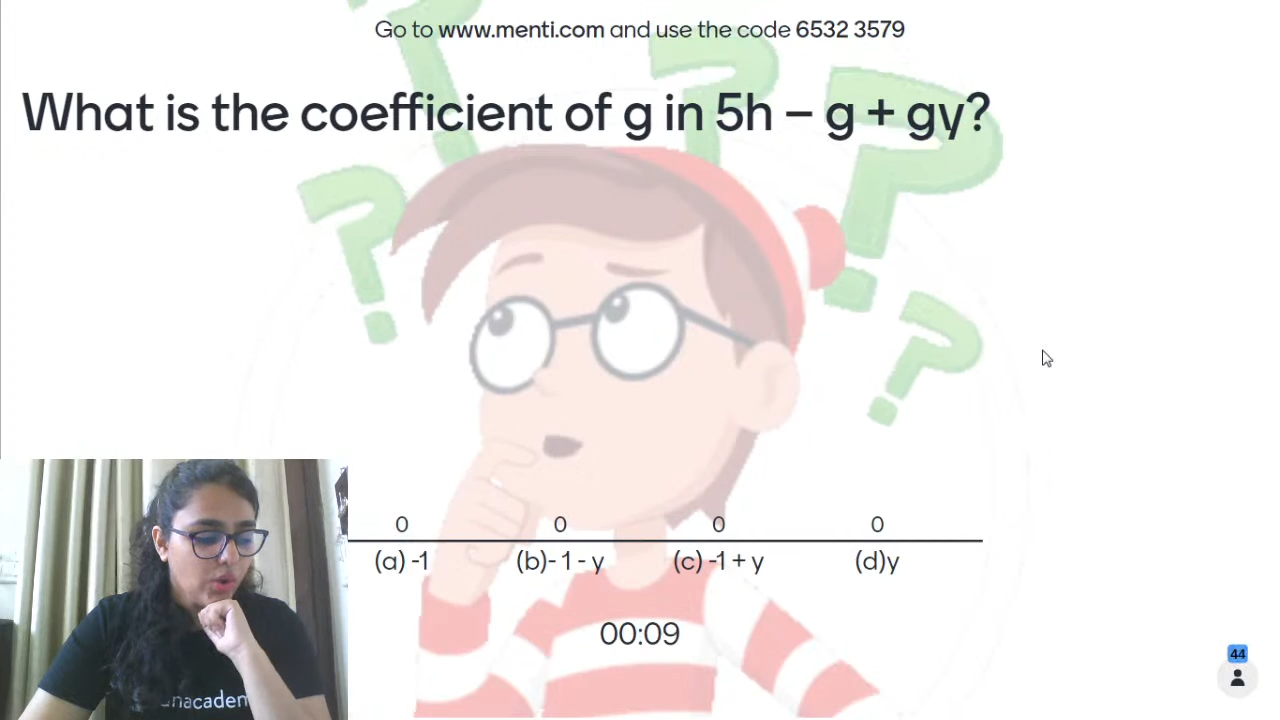 Go to www.menti.com and use the code 6532 3579
What is the coefficient of g in 5h – g + gy?
0 0 0 0
(a) -1 (b)- 1 - y (c) -1 + y (d)y
00:09
44